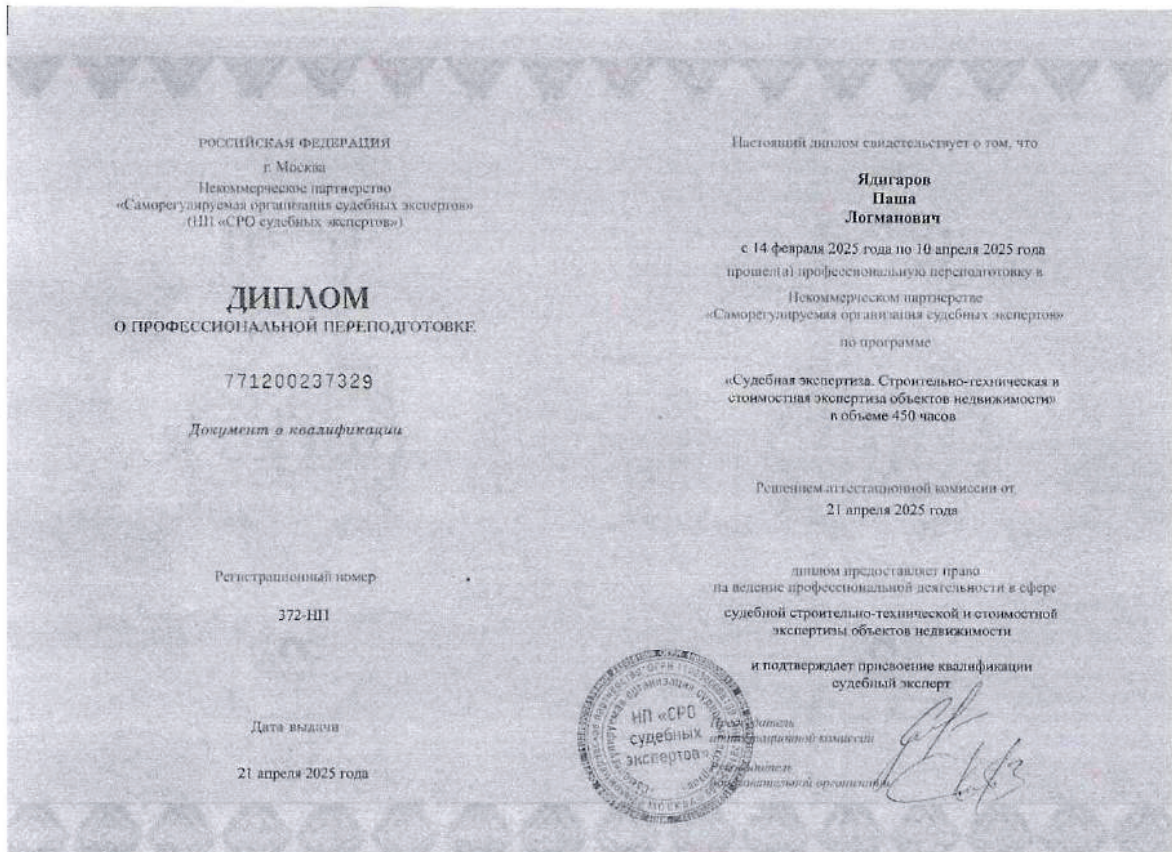 РОССИЙСКАЯ ФЕДЕРАЦИЯ
г. Москва
Некоммерческое партнерство
«Саморегулируемая организация судебных экспертов»
(НП «СРО судебных экспертов»)
ДИПЛОМ
О ПРОФЕССИОНАЛЬНОЙ ПЕРЕПОДГОТОВКЕ
771200237329
Документ о квалификации
Регистрационный номер
372-НП
Дата выдачи
21 апреля 2025 года
Настоящий диплом свидетельствует о том, что
Ядигаров
Паша
Логманович
с 14 февраля 2025 года по 10 апреля 2025 года
прошел(а) профессиональную переподготовку в
Некоммерческом партнерстве
«Саморегулируемая организация судебных экспертов»
по программе
«Судебная экспертиза. Строительно-техническая и
стоимостная экспертиза объектов недвижимости»
в объеме 450 часов
Решением аттестационной комиссии от
21 апреля 2025 года
диплом предоставляет право
на ведение профессиональной деятельности в сфере
судебной строительно-технической и стоимостной
экспертизы объектов недвижимости
и подтверждает присвоение квалификации
судебный эксперт
Председатель
аттестационной комиссии
Руководитель
образовательной организации
НП «СРО
судебных
экспертов»
МОСКВА